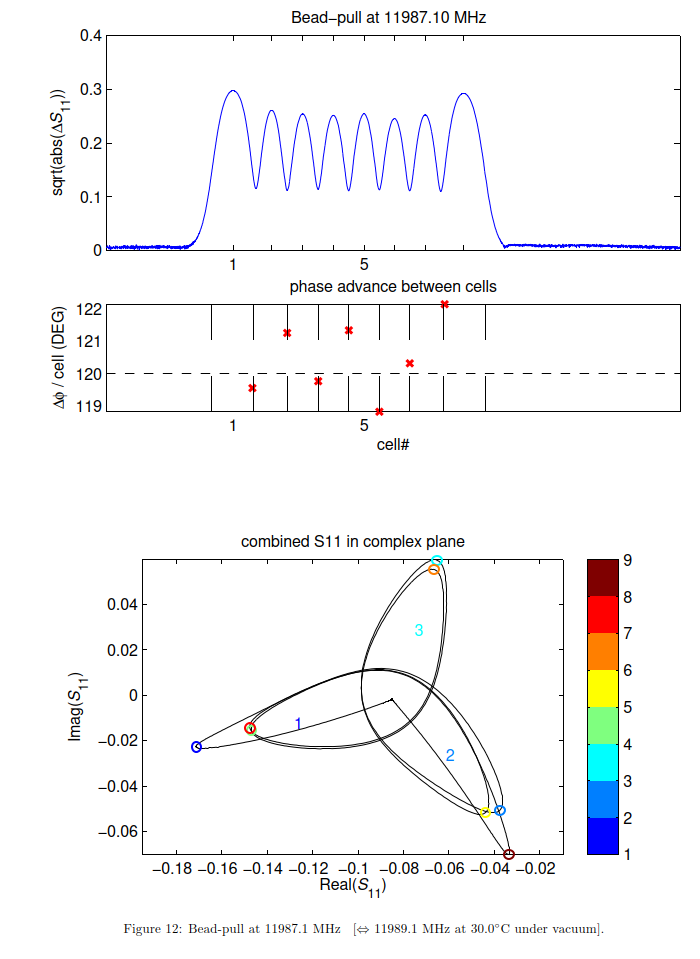 Bead−pull at 11987.10 MHz
0.4
0.3
0.2
0.1
0
sqrt(abs(ΔS11))
1 5
phase advance between cells
122
121
120
119
Δϕ / cell (DEG)
1 5
cell#
combined S11 in complex plane
0.04
0.02
0
−0.02
−0.04
−0.06
Imag(S11)
3
1
2
−0.18 −0.16 −0.14 −0.12 −0.1 −0.08 −0.06 −0.04 −0.02
Real(S11)
9
8
7
6
5
4
3
2
1
Figure 12: Bead-pull at 11987.1 MHz [⇔ 11989.1 MHz at 30.0°C under vacuum].